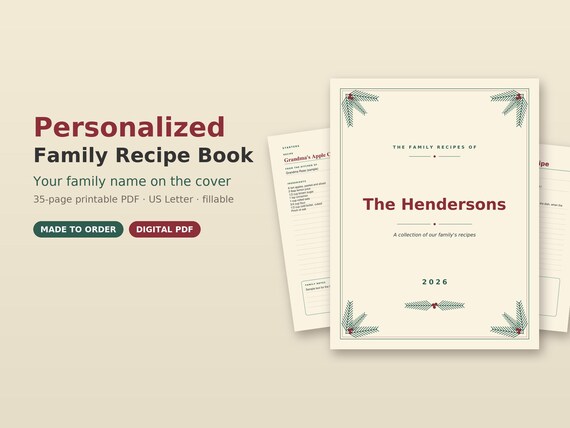 Personalized
Family Recipe Book
Your family name on the cover
35-page printable PDF · US Letter · fillable
MADE TO ORDER
DIGITAL PDF
Grandma's Apple C
THE FAMILY RECIPES OF
The Hendersons
A collection of our family's recipes
2026
ipe